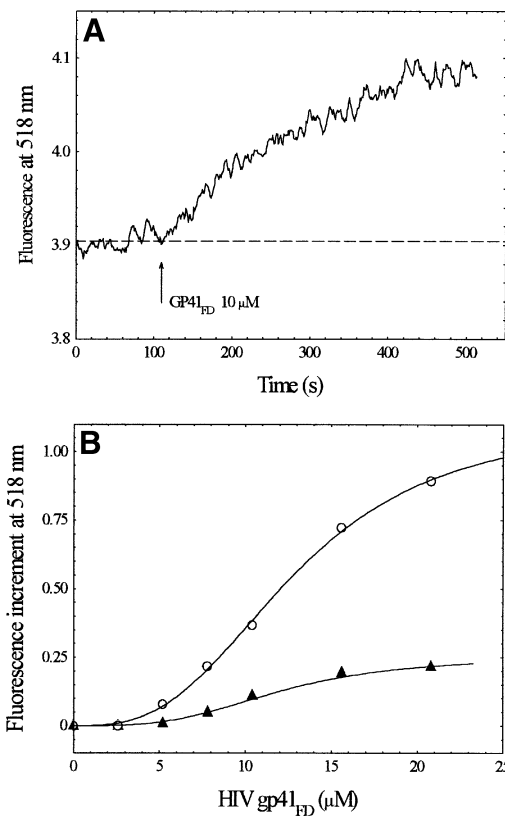 A
Fluorescence at 518 nm
4.1
4.0
3.9
3.8
GP41FD 10 µM
0 100 200 300 400 500
Time (s)
B
Fluorescence increment at 518 nm
1.00
0.75
0.50
0.25
0
0 5 10 15 20 25
HIV gp41FD (µM)